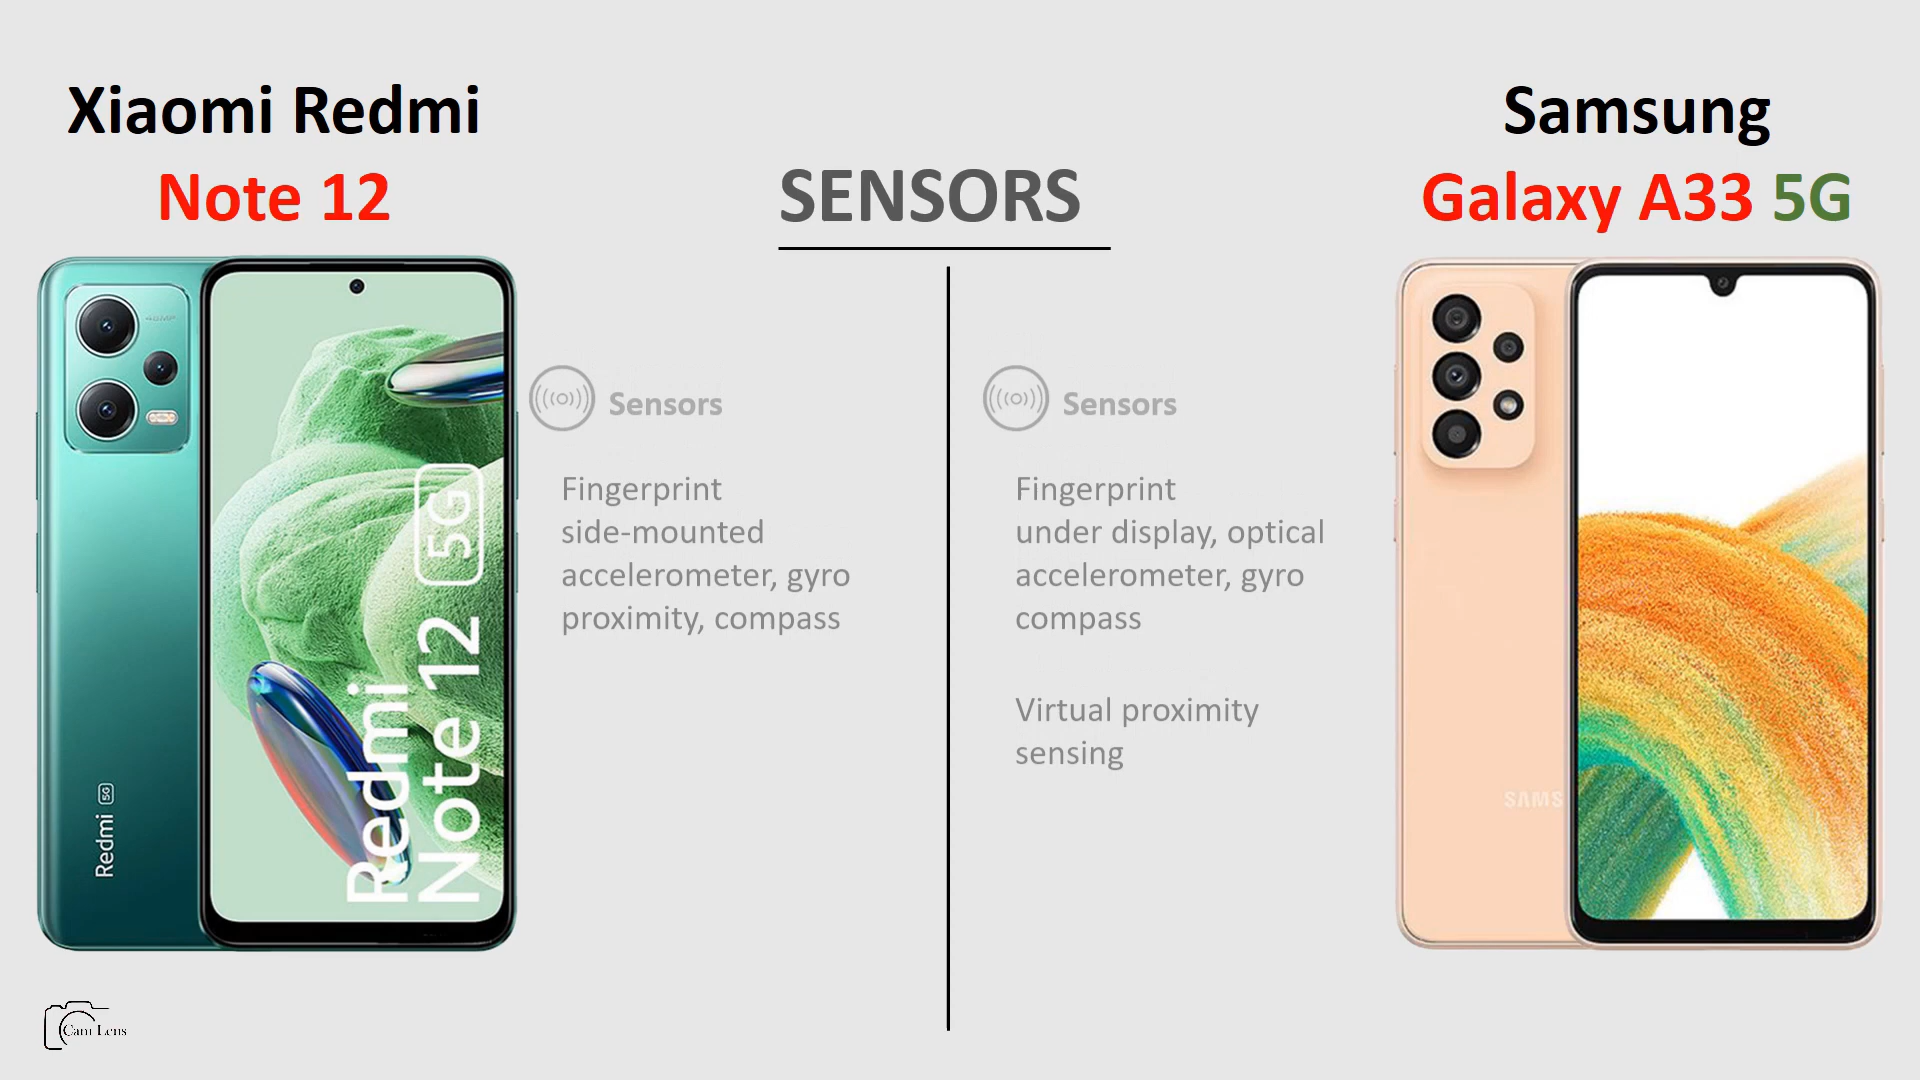 Xiaomi Redmi
Note 12
SENSORS
Samsung
Galaxy A33 5G
48MP
Redmi 5G
Redmi
Note 12 5G
Sensors
Fingerprint
side-mounted
accelerometer, gyro
proximity, compass
Sensors
Fingerprint
under display, optical
accelerometer, gyro
compass
Virtual proximity
sensing
SAMS
Cam Lens